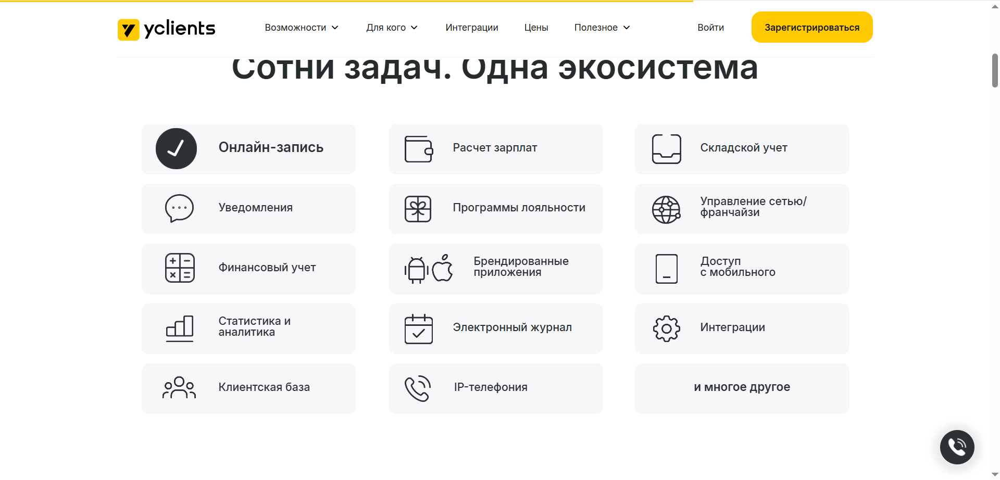 yclients
Возможности
Для кого
Интеграции
Цены
Полезное
Войти
Зарегистрироваться
Сотни задач. Одна экосистема
Онлайн-запись
Расчет зарплат
Складской учет
Уведомления
Программы лояльности
Управление сетью/
франчайзи
Финансовый учет
Брендированные
приложения
Доступ
с мобильного
Статистика и
аналитика
Электронный журнал
Интеграции
Клиентская база
IP-телефония
и многое другое